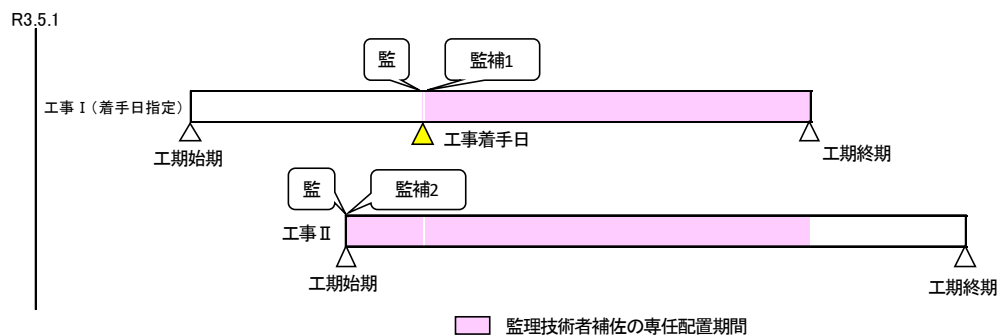 R3.5.1
監
監補1
工事Ⅰ(着手日指定)
工事着手日
工期始期
工期終期
監
監補2
工事Ⅱ
工期始期
工期終期
監理技術者補佐の専任配置期間